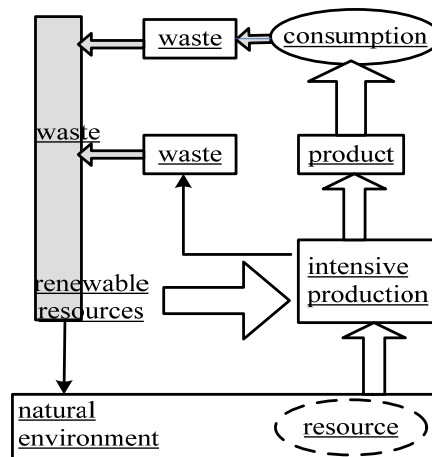 waste
consumption
waste
waste
product
renewable
resources
intensive
production
natural
environment
resource